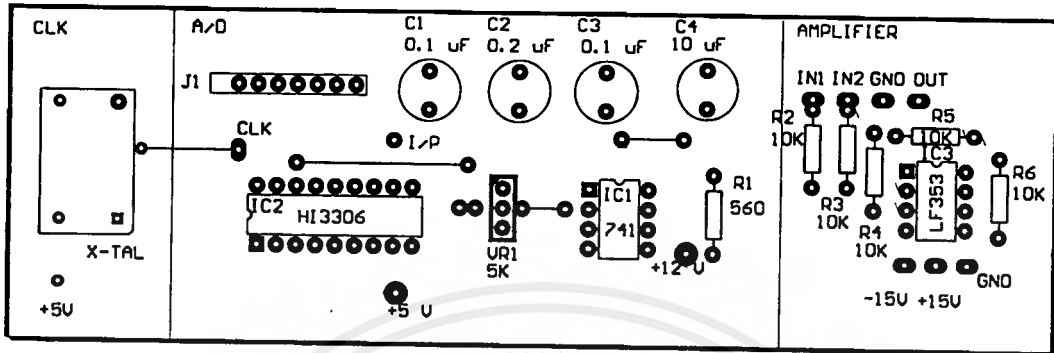 CLK
A/D
C1
C2
C3
C4
0.1 uF
0.2 uF
0.1 uF
10 uF
AMPLIFIER
J1
IN1 IN2 GND OUT
CLK
I/P
R2
10K
R5
10K
IC2
HI3306
IC1
741
R1
560
R3
10K
R4
10K
C3
LF353
R6
10K
X-TAL
VR1
5K
+12 V
GND
+5V
+5 V
-15V +15V